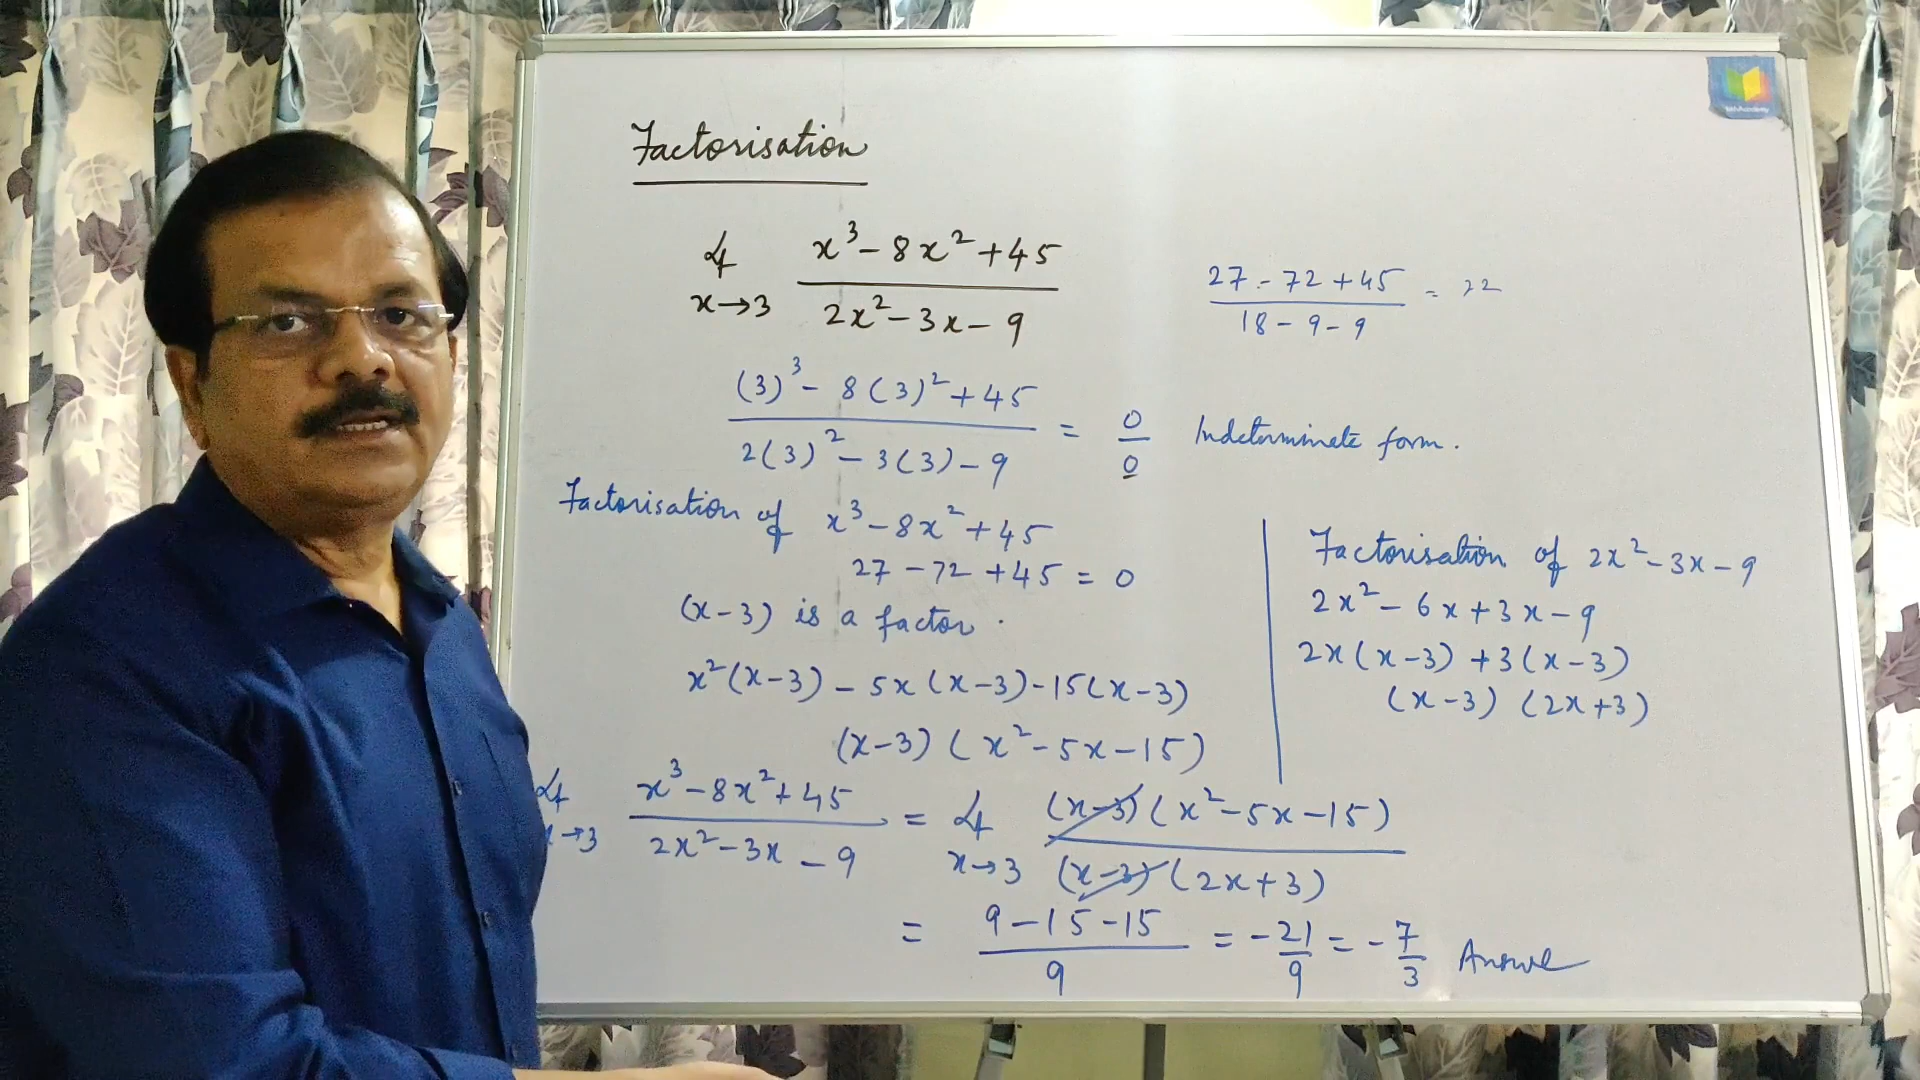 Factorisation
Lt x→3 (x³ - 8x² + 45) / (2x² - 3x - 9)
(27 - 72 + 45) / (18 - 9 - 9) =
((3)³ - 8(3)² + 45) / (2(3)² - 3(3) - 9) = 0/0 Indeterminate form.
Factorisation of x³ - 8x² + 45
27 - 72 + 45 = 0
(x-3) is a factor.
x²(x-3) - 5x(x-3) - 15(x-3)
(x-3) (x² - 5x - 15)
Factorisation of 2x² - 3x - 9
2x² - 6x + 3x - 9
2x(x-3) + 3(x-3)
(x-3) (2x+3)
Lt x→3 (x³ - 8x² + 45) / (2x² - 3x - 9) = Lt x→3 (x-3)(x² - 5x - 15) / (x-3)(2x+3)
= (9 - 15 - 15) / 9 = -21/9 = -7/3 Answer